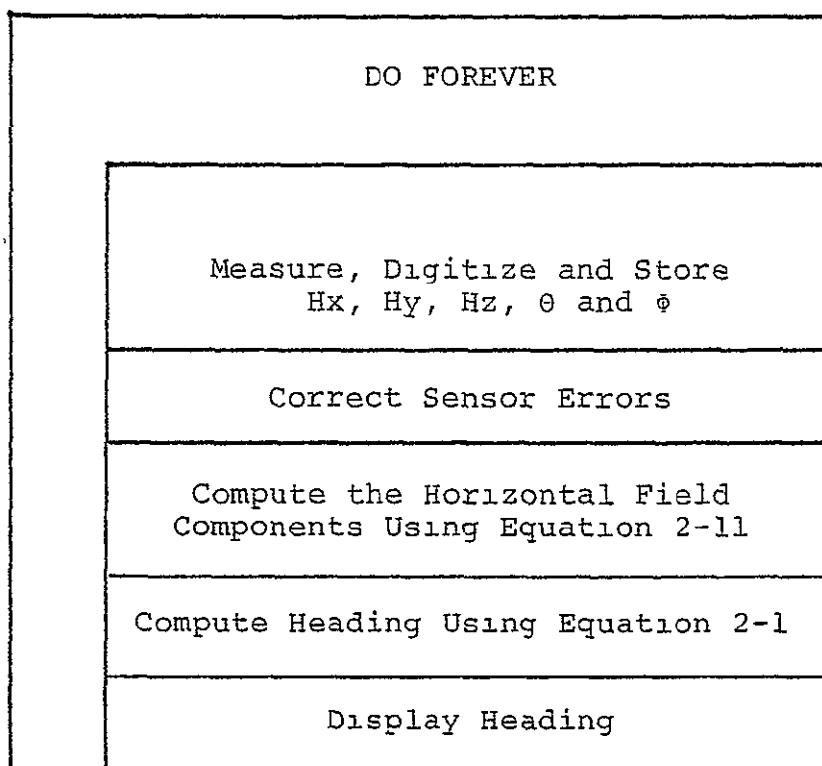 DO FOREVER
Measure, Digitize and Store
Hx, Hy, Hz, θ and Φ
Correct Sensor Errors
Compute the Horizontal Field
Components Using Equation 2-11
Compute Heading Using Equation 2-1
Display Heading